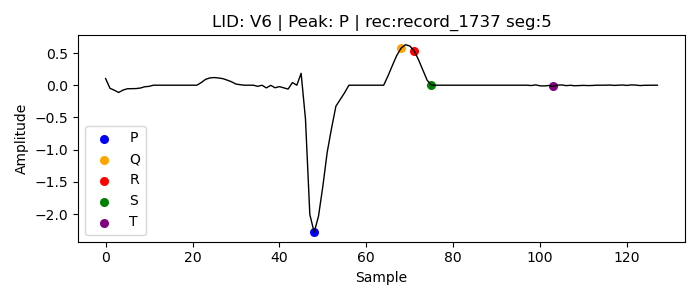 LID: V6 | Peak: P | rec:record_1737 seg:5
Amplitude
0.5
0.0
−0.5
−1.0
−1.5
−2.0
P
Q
R
S
T
0 20 40 60 80 100 120
Sample